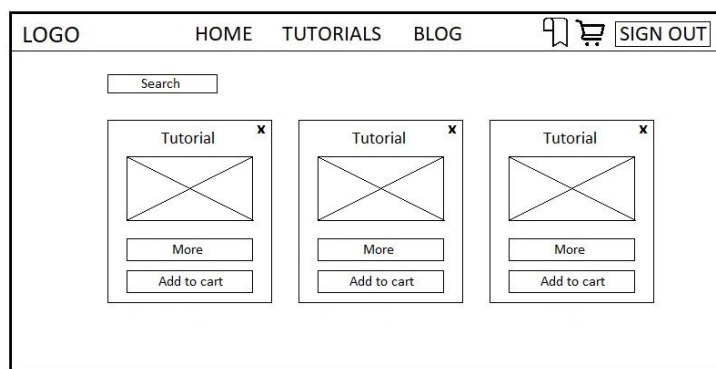 LOGO HOME TUTORIALS BLOG SIGN OUT
Search
Tutorial x Tutorial x Tutorial x
More More More
Add to cart Add to cart Add to cart